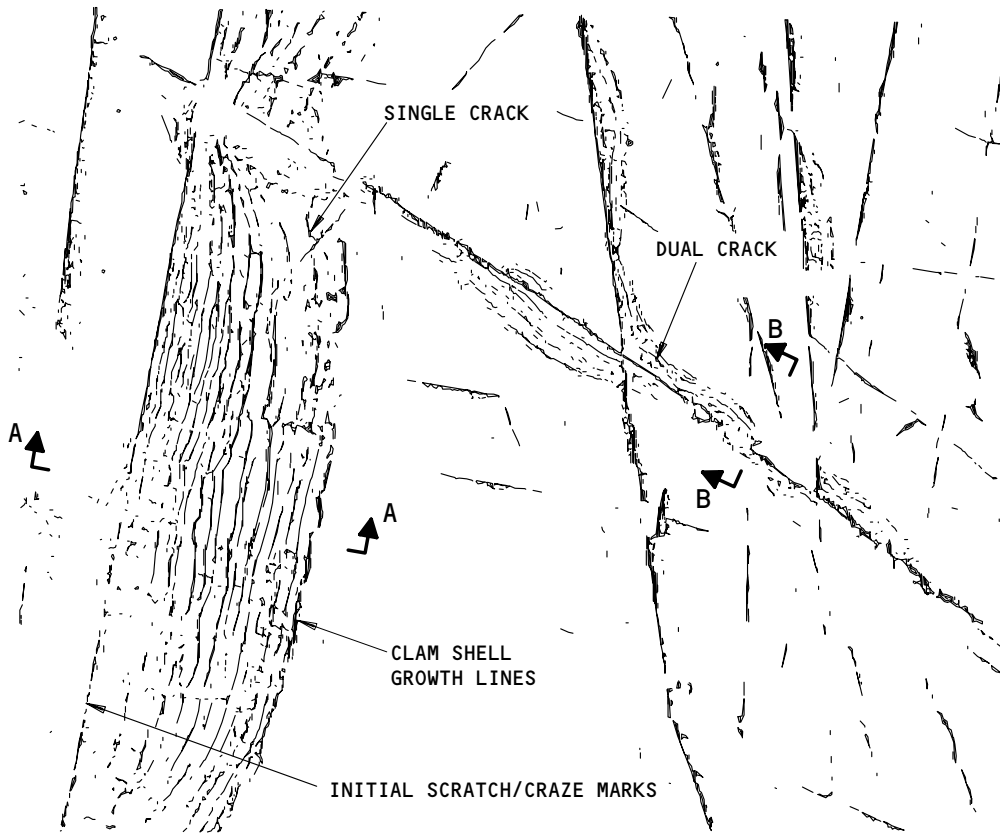 SINGLE CRACK
DUAL CRACK
B
A
B
A
CLAM SHELL
GROWTH LINES
INITIAL SCRATCH/CRAZE MARKS